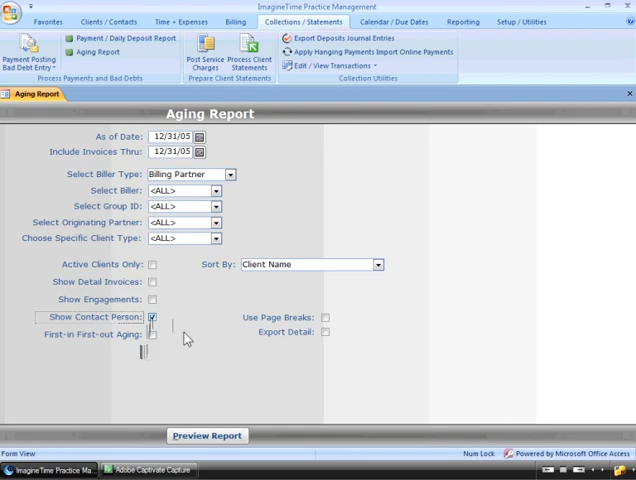 ImagineTime Practice Management
Favorites Clients / Contacts Time + Expenses Billing Collections / Statements Calendar / Due Dates Reporting Setup / Utilities
Payment Posting
Bad Debt Entry
Payment / Daily Deposit Report
Aging Report
Process Payments and Bad Debts
Post Service
Charges
Process Client
Statements
Prepare Client Statements
Export Deposits Journal Entries
Apply Hanging Payments Import Online Payments
Edit / View Transactions
Collection Utilities
Aging Report
Aging Report
As of Date: 12/31/05
Include Invoices Thru: 12/31/05
Select Biller Type: Billing Partner
Select Biller: <ALL>
Select Group ID: <ALL>
Select Originating Partner: <ALL>
Choose Specific Client Type: <ALL>
Active Clients Only: Sort By: Client Name
Show Detail Invoices:
Show Engagements:
Show Contact Person: Use Page Breaks:
First-in First-out Aging: Export Detail:
Preview Report
Form View Num Lock Powered by Microsoft Office Access
ImagineTime Practice Ma... Adobe Captivate Capture